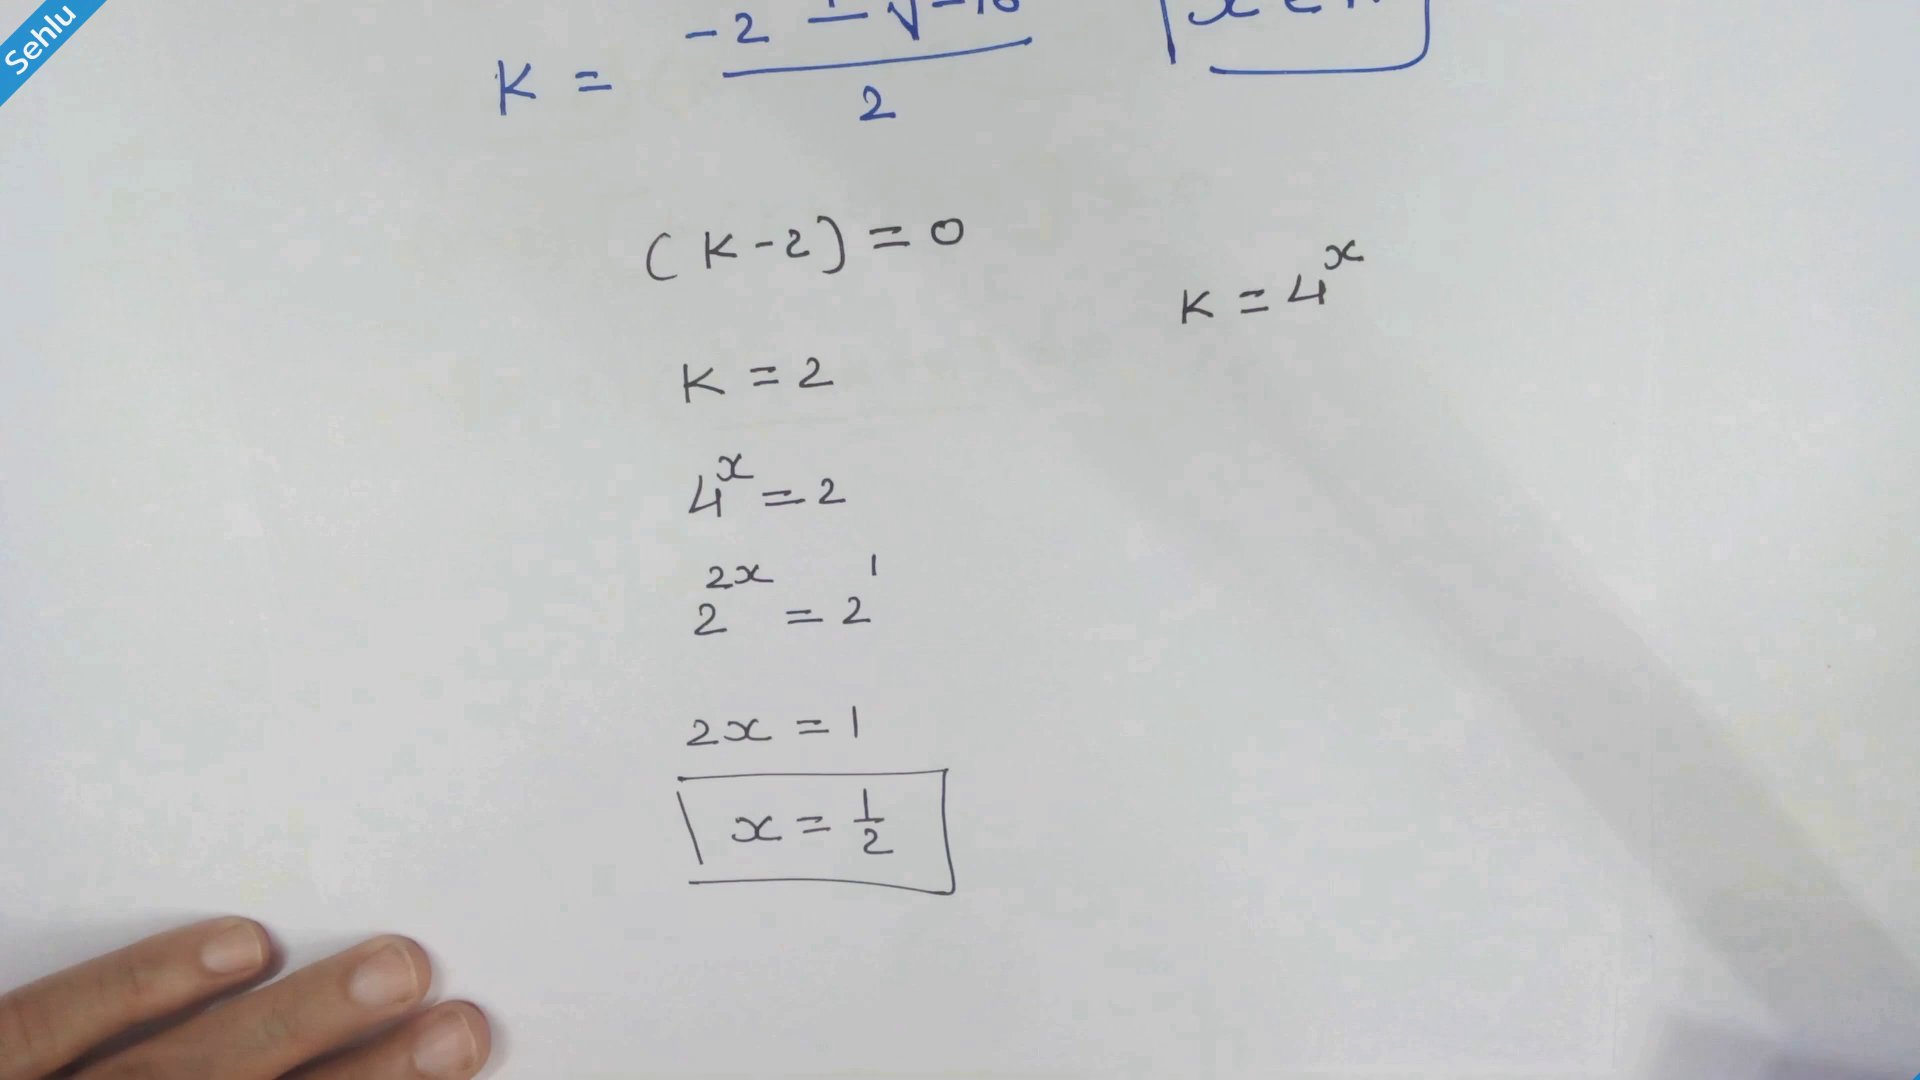 Sehlu
K = (-2 ± √-16)/2
(K-2) = 0
K = 4^x
K = 2
4^x = 2
2^2x = 2^1
2x = 1
x = 1/2